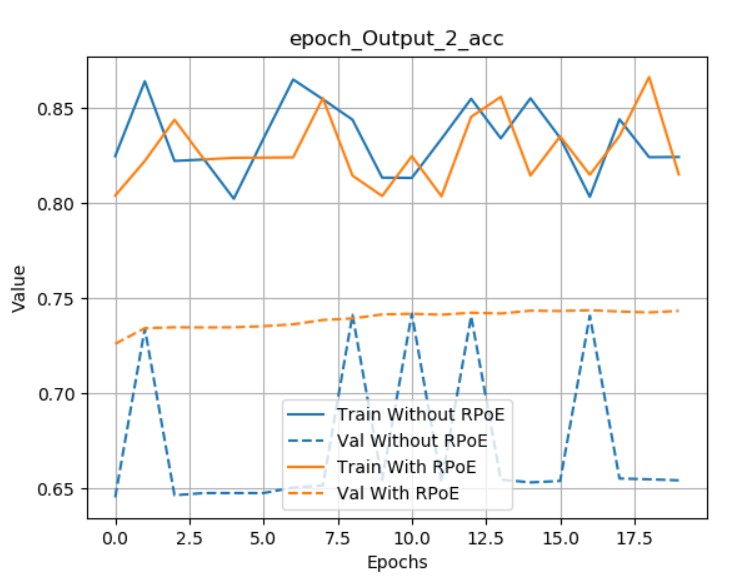 epoch_Output_2_acc
0.85
0.80
0.75
0.70
0.65
Value
Train Without RPoE
Val Without RPoE
Train With RPoE
Val With RPoE
0.0 2.5 5.0 7.5 10.0 12.5 15.0 17.5
Epochs